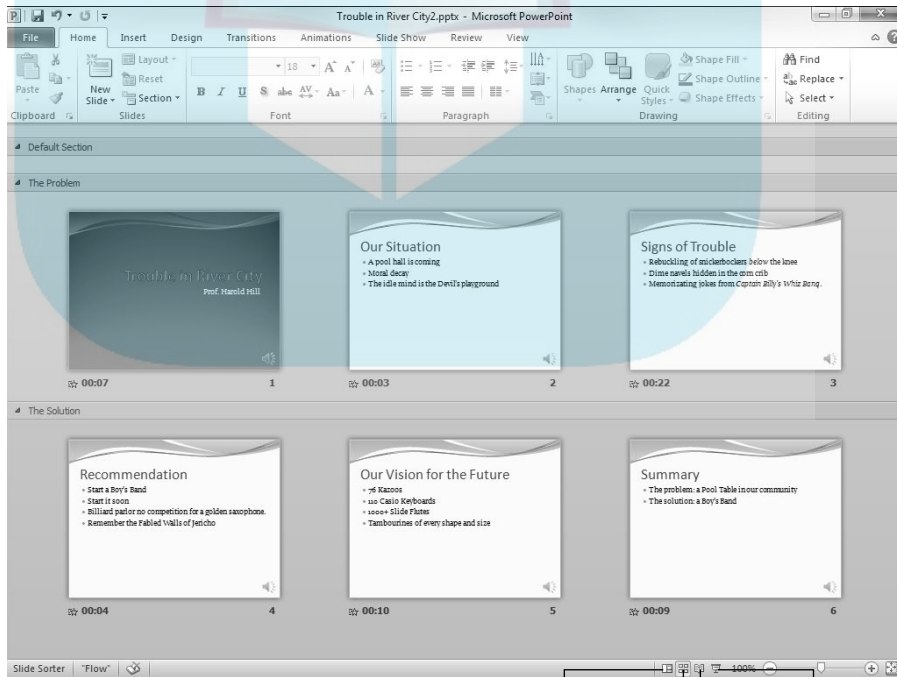 Trouble in River City2.pptx - Microsoft PowerPoint
File Home Insert Design Transitions Animations Slide Show Review View
Paste
Clipboard
New Slide
Layout
Reset
Section
Slides
18 A A
B I U S abc AV Aa A
Font
Paragraph
Shapes Arrange Quick Styles
Shape Fill
Shape Outline
Shape Effects
Drawing
Find
Replace
Select
Editing
Default Section
The Problem
Trouble in River City
Prof. Harold Hill
00:07 1
Our Situation
A pool hall is coming
Moral decay
The idle mind is the Devil's playground
00:03 2
Signs of Trouble
Rebuckling of knickerbockers below the knee
Dime navels hidden in the corn crib
Memorizating jokes from Captain Billy's Whiz Bang.
00:22 3
The Solution
Recommendation
Start a Boy's Band
Start it soon
Billiard parlor no competition for a golden saxophone.
Remember the Fabled Walls of Jericho
00:04 4
Our Vision for the Future
76 Kazoos
110 Casio Keyboards
1000+ Slide Flutes
Tambourines of every shape and size
00:10 5
Summary
The problem: a Pool Table in our community
The solution: a Boy's Band
00:09 6
Slide Sorter "Flow" 100%